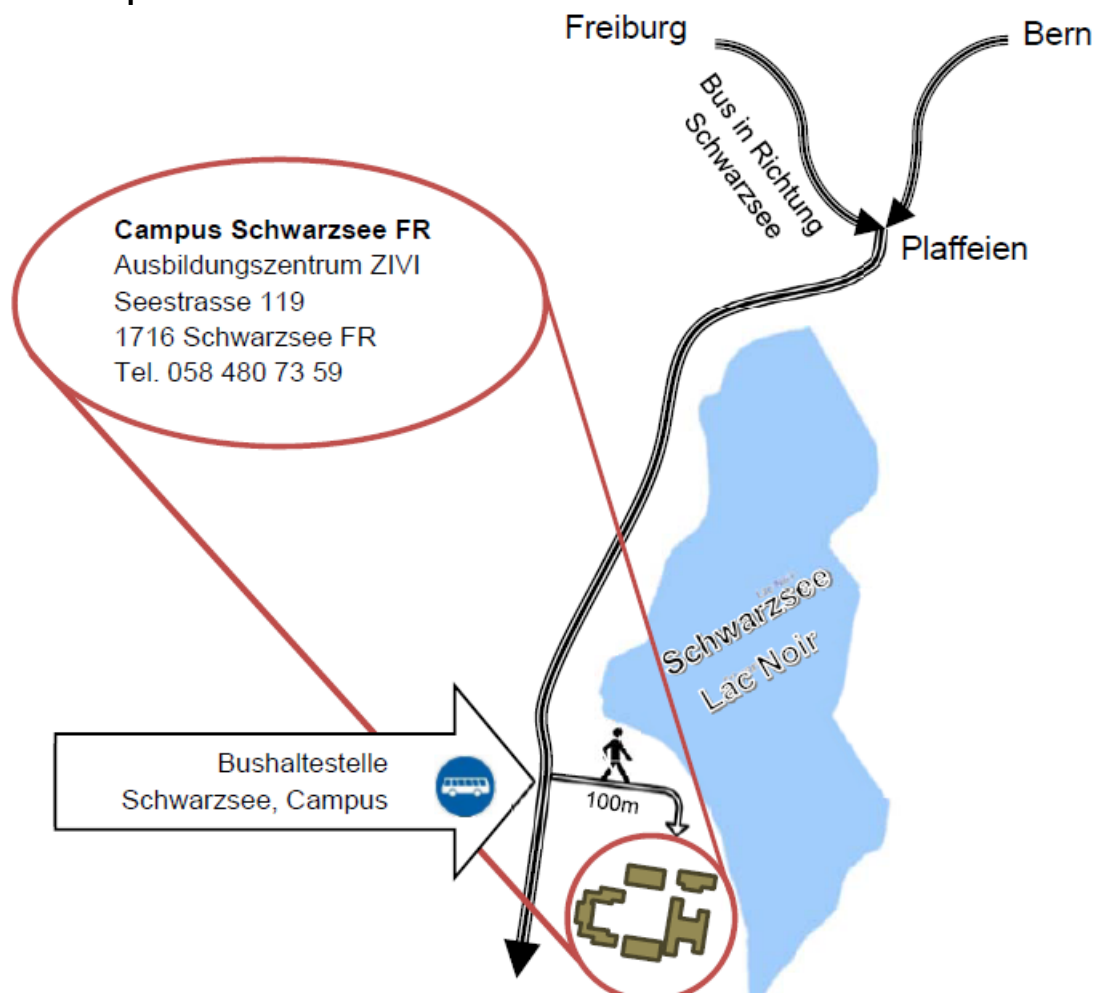 Freiburg
Bern
Bus in Richtung
Schwarzsee
Plaffeien
Campus Schwarzsee FR
Ausbildungszentrum ZIVI
Seestrasse 119
1716 Schwarzsee FR
Tel. 058 480 73 59
Schwarzsee
Lac Noir
Bushaltestelle
Schwarzsee, Campus
100m